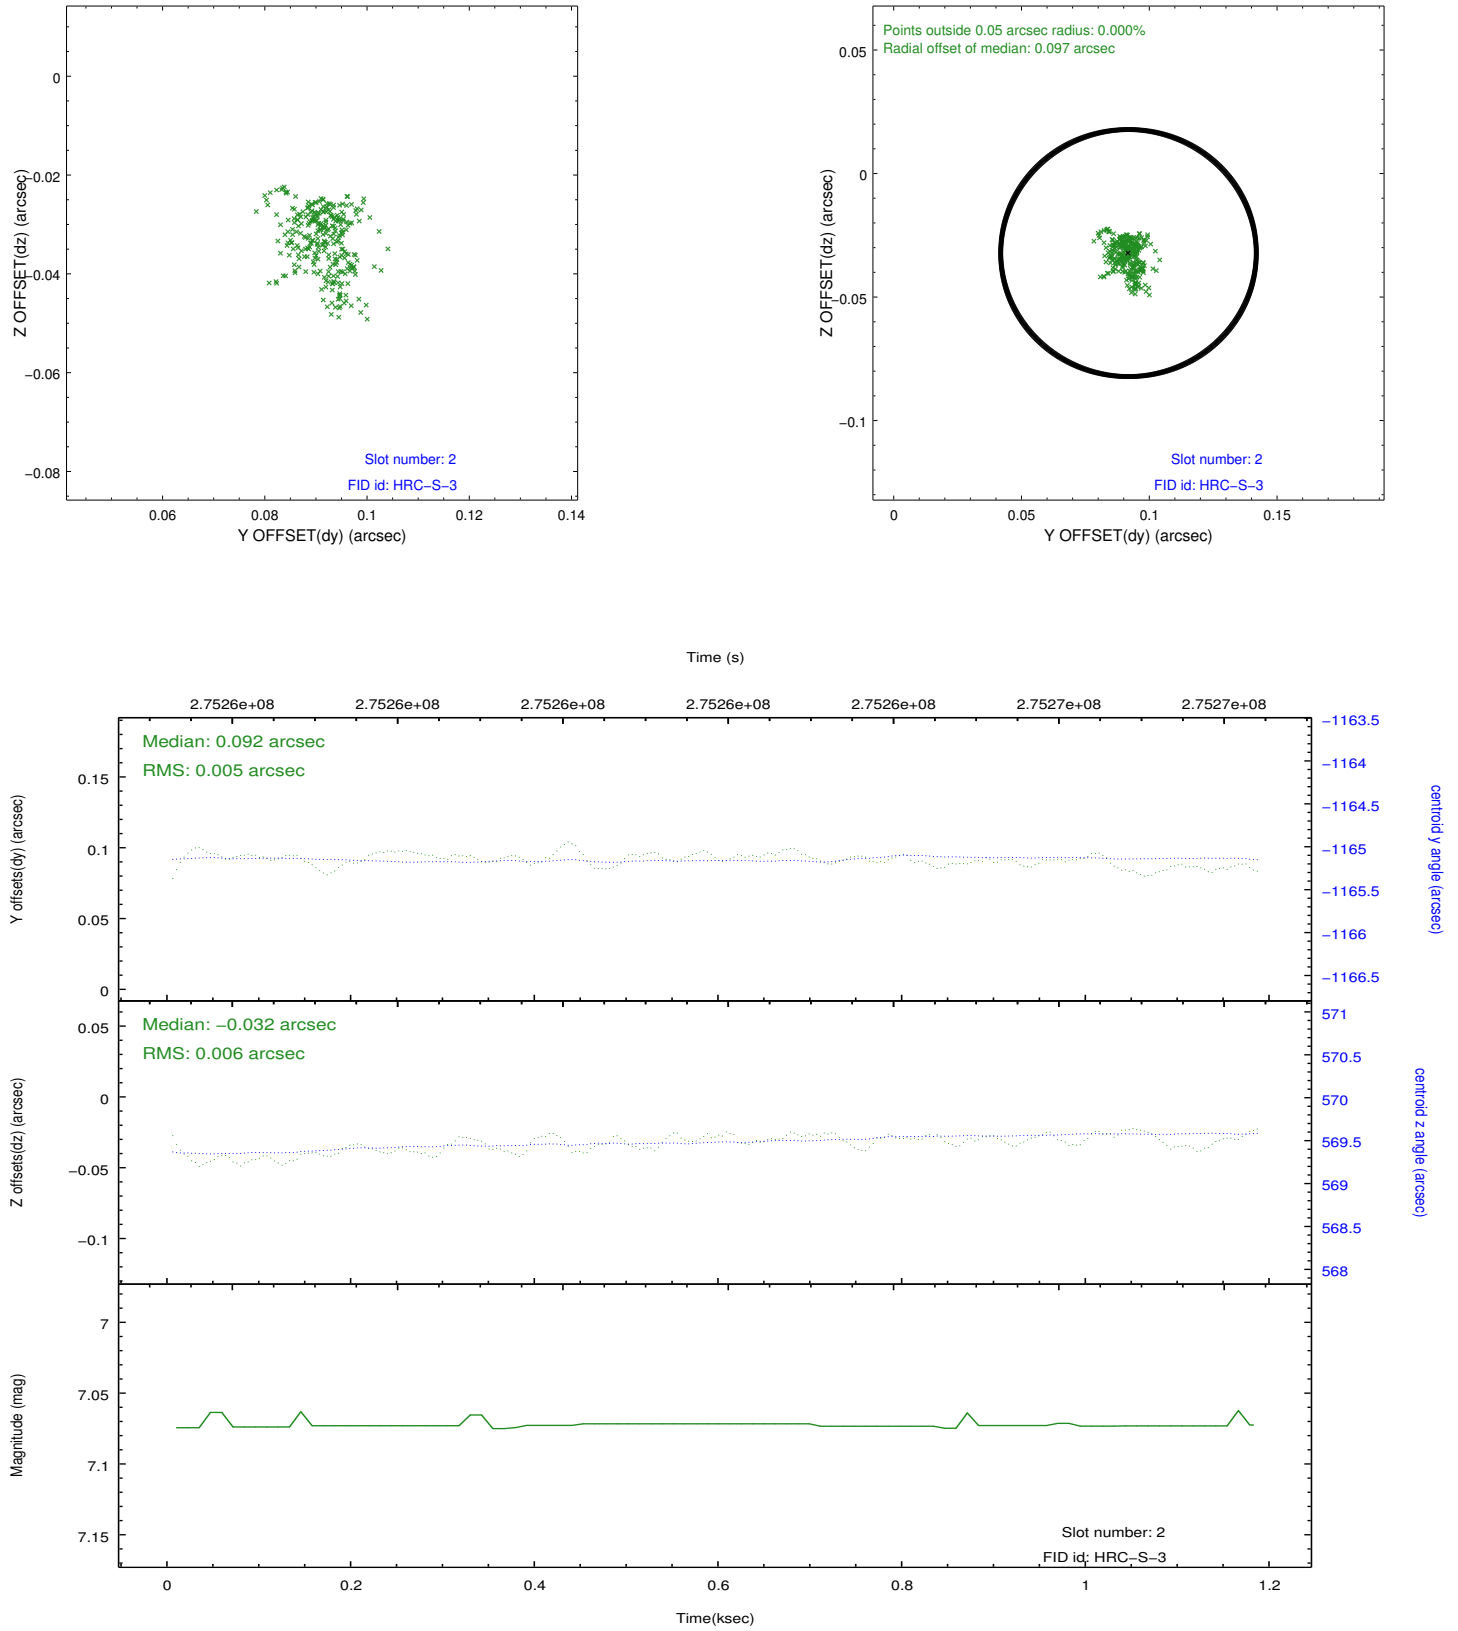 0
−0.02
−0.04
−0.06
−0.08
Z OFFSET(dz) (arcsec)
Slot number: 2
FID id: HRC−S−3
0.06
0.08
0.1
0.12
0.14
Y OFFSET(dy) (arcsec)
Points outside 0.05 arcsec radius: 0.000%
Radial offset of median: 0.097 arcsec
0.05
0
−0.05
−0.1
Z OFFSET(dz) (arcsec)
Slot number: 2
FID id: HRC−S−3
0
0.05
0.1
0.15
Y OFFSET(dy) (arcsec)
Time (s)
2.7526e+08
2.7526e+08
2.7526e+08
2.7526e+08
2.7526e+08
2.7527e+08
2.7527e+08
Median: 0.092 arcsec
RMS: 0.005 arcsec
0.15
0.1
0.05
0
Y offsets(dy) (arcsec)
−1163.5
−1164
−1164.5
−1165
−1165.5
−1166
−1166.5
centroid y angle (arcsec)
Median: −0.032 arcsec
RMS: 0.006 arcsec
0.05
0
−0.05
−0.1
Z offsets(dz) (arcsec)
571
570.5
570
569.5
569
568.5
568
centroid z angle (arcsec)
7
7.05
7.1
7.15
Magnitude (mag)
Slot number: 2
FID id: HRC−S−3
0
0.2
0.4
0.6
0.8
1
1.2
Time(ksec)